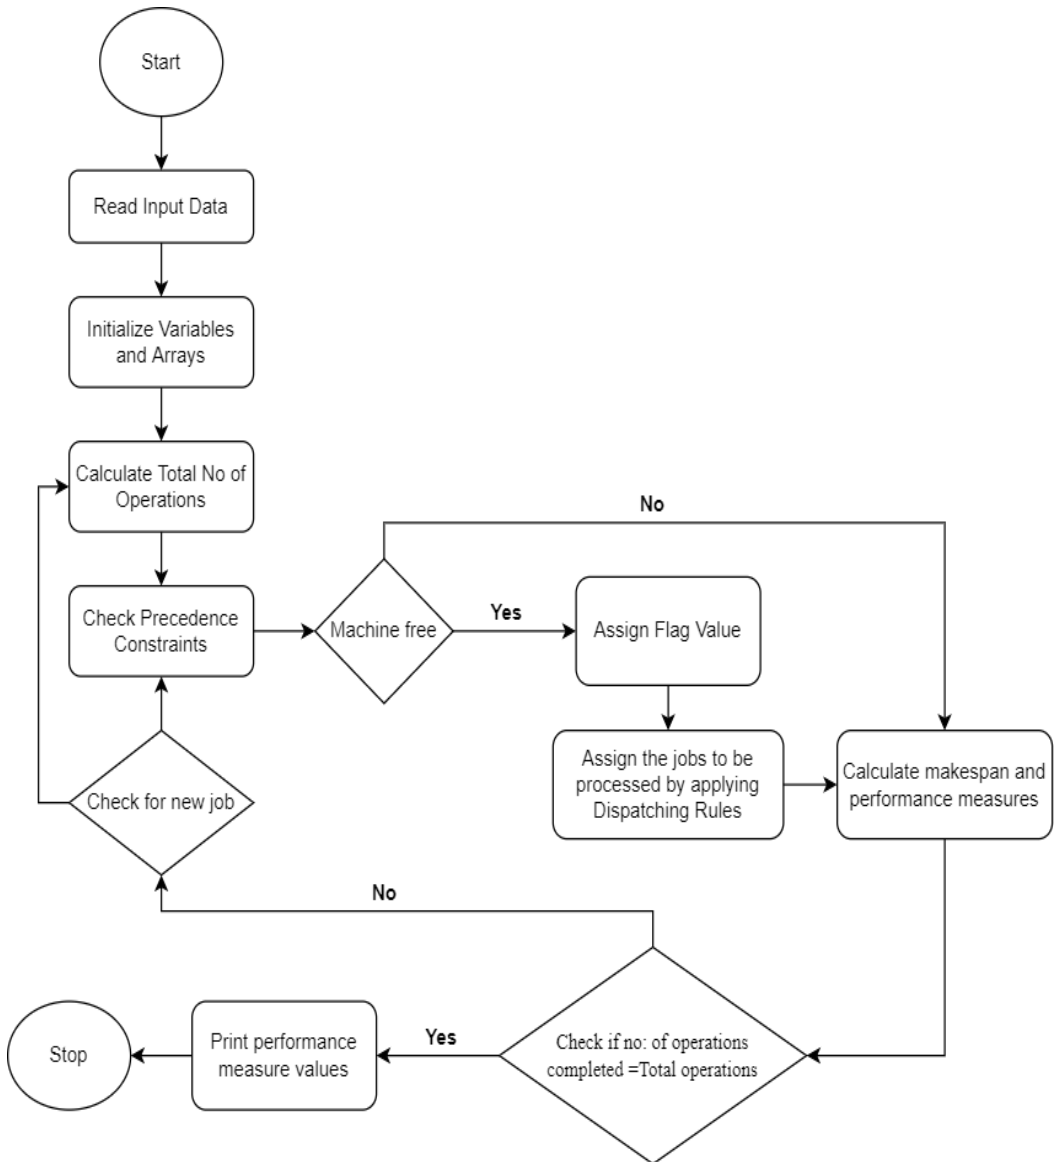 Start
Read Input Data
Initialize Variables
and Arrays
Calculate Total No of
Operations
No
Check Precedence
Constraints
Machine free
Yes
Assign Flag Value
Assign the jobs to be
processed by applying
Dispatching Rules
Calculate makespan and
performance measures
Check for new job
No
Check if no: of operations
completed =Total operations
Yes
Print performance
measure values
Stop